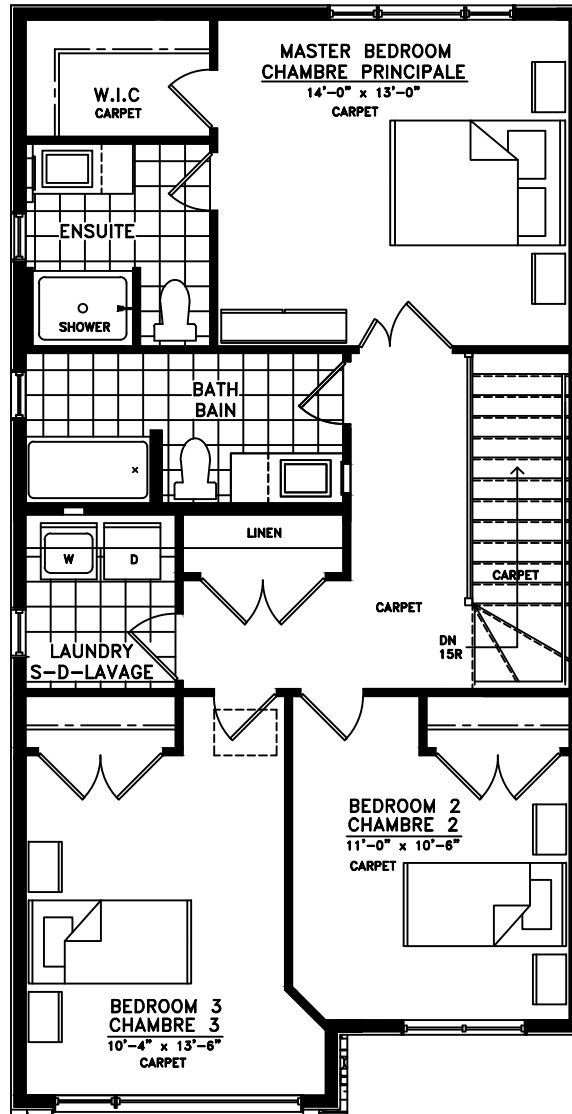 MASTER BEDROOM
CHAMBRE PRINCIPALE
14'-0" x 13'-0"
CARPET
W.I.C
CARPET
ENSUITE
SHOWER
BATH
BAIN
LINEN
W
D
CARPET
CARPET
DN
15R
LAUNDRY
S-D-LAVAGE
BEDROOM 2
CHAMBRE 2
11'-0" x 10'-6"
CARPET
BEDROOM 3
CHAMBRE 3
10'-4" x 13'-6"
CARPET